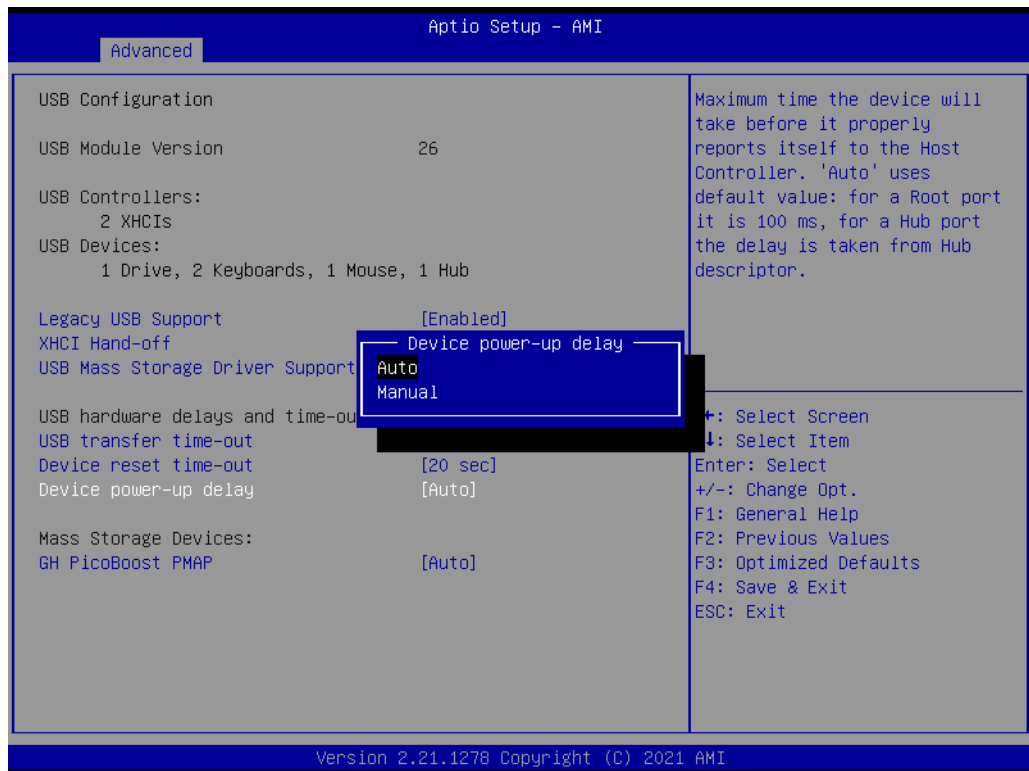 Aptio Setup – AMI
Advanced
USB Configuration
USB Module Version 26
USB Controllers:
2 XHCIs
USB Devices:
1 Drive, 2 Keyboards, 1 Mouse, 1 Hub
Legacy USB Support [Enabled]
XHCI Hand-off
USB Mass Storage Driver Support
USB hardware delays and time-ou
USB transfer time-out
Device reset time-out [20 sec]
Device power-up delay [Auto]
Mass Storage Devices:
GH PicoBoost PMAP [Auto]
Device power-up delay
Auto
Manual
Maximum time the device will
take before it properly
reports itself to the Host
Controller. 'Auto' uses
default value: for a Root port
it is 100 ms, for a Hub port
the delay is taken from Hub
descriptor.
: Select Screen
: Select Item
Enter: Select
+/-: Change Opt.
F1: General Help
F2: Previous Values
F3: Optimized Defaults
F4: Save & Exit
ESC: Exit
Version 2.21.1278 Copyright (C) 2021 AMI